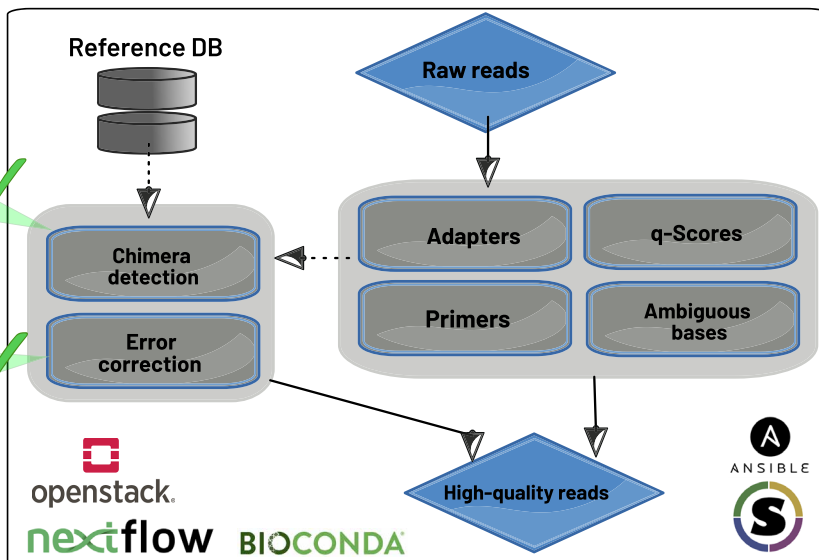 Reference DB
Raw reads
Adapters
q-Scores
Chimera
detection
Primers
Ambiguous
bases
Error
correction
High-quality reads
openstack.
nextflow
BIOCONDA
ANSIBLE
S